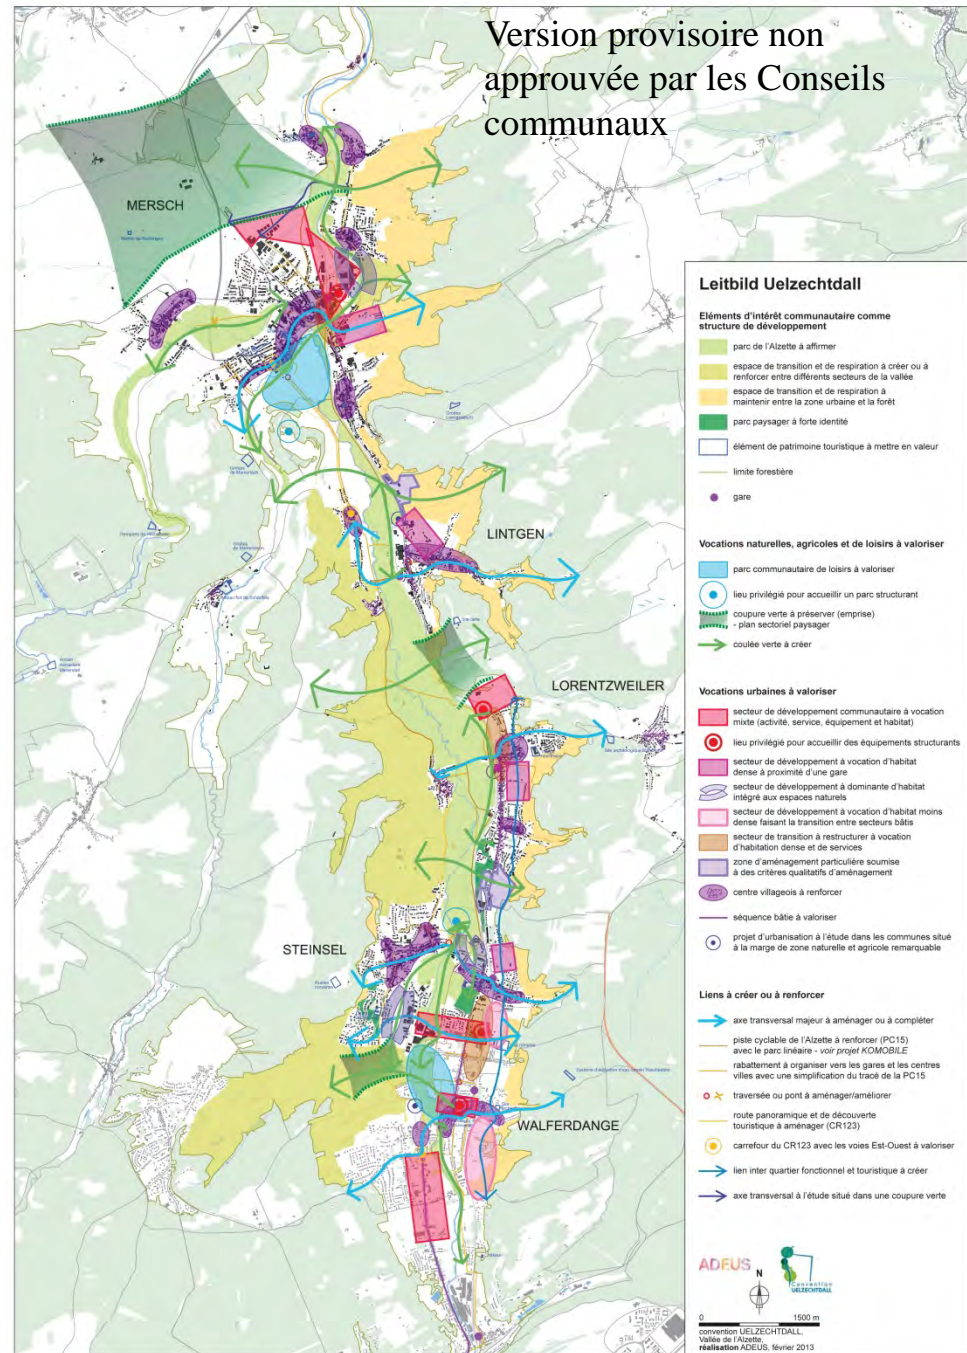 Version provisoire non
approuvée par les Conseils
communaux
MERSCH
LINTGEN
LORENTZWEILER
STEINSEL
WALFERDANGE
Leitbild Uelzechtdall
Eléments d'intérêt communautaire comme
structure de développement
parc de l'Alzette à affirmer
espace de transition et de respiration à créer ou à
renforcer entre différents secteurs de la vallée
espace de transition et de respiration à
maintenir entre la zone urbaine et la forêt
parc paysager à forte identité
élément de patrimoine touristique à mettre en valeur
limite forestière
gare
Vocations naturelles, agricoles et de loisirs à valoriser
parc communautaire de loisirs à valoriser
lieu privilégié pour accueillir un parc structurant
coupure verte à préserver (emprise)
- plan sectoriel paysager
coulée verte à créer
Vocations urbaines à valoriser
secteur de développement communautaire à vocation
mixte (activité, service, équipement et habitat)
lieu privilégié pour accueillir des équipements structurants
secteur de développement à vocation d'habitat
dense à proximité d'une gare
secteur de développement à dominante d'habitat
intégré aux espaces naturels
secteur de développement à vocation d'habitat moins
dense faisant la transition entre secteurs bâtis
secteur de transition à restructurer à vocation
d'habitation dense et de services
zone d'aménagement particulière soumise
à des critères qualitatifs d'aménagement
centre villageois à renforcer
séquence bâtie à valoriser
projet d'urbanisation à l'étude dans les communes situé
à la marge de zone naturelle et agricole remarquable
Liens à créer ou à renforcer
axe transversal majeur à aménager ou à compléter
piste cyclable de l'Alzette à renforcer (PC15)
avec le parc linéaire - voir projet KOMOBILE
rabattement à organiser vers les gares et les centres
villes avec une simplification du tracé de la PC15
traversée ou pont à aménager/améliorer
route panoramique et de découverte
touristique à aménager (CR123)
carrefour du CR123 avec les voies Est-Ouest à valoriser
lien inter quartier fonctionnel et touristique à créer
axe transversal à l'étude situé dans une coupure verte
ADEUS
N
Convention
UELZECHTDALL
0 1500 m
convention UELZECHTDALL,
Vallée de l'Alzette,
réalisation ADEUS, février 2013